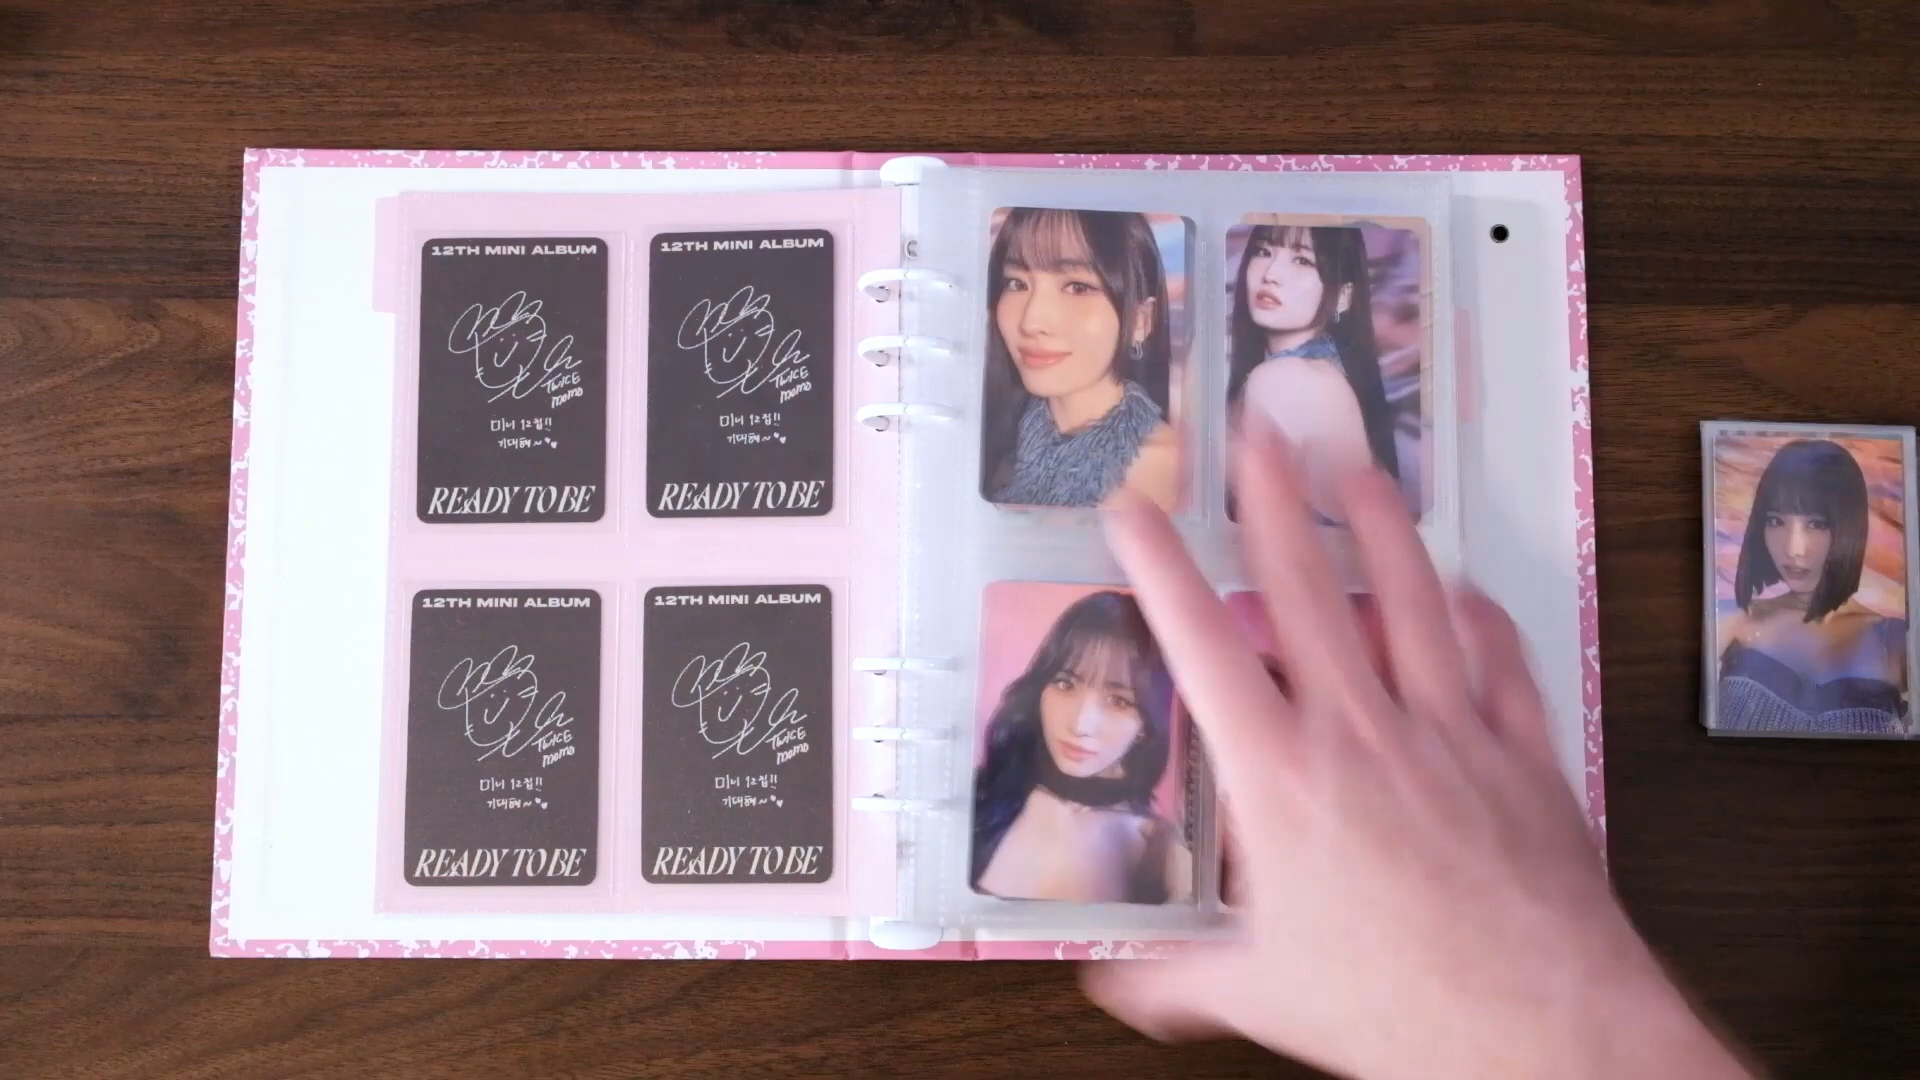 12TH MINI ALBUM
TWICE
MOMO
미니 12집!!
기대해~
READY TO BE
12TH MINI ALBUM
TWICE
MOMO
미니 12집!!
기대해~
READY TO BE
12TH MINI ALBUM
TWICE
MOMO
미니 12집!!
기대해~
READY TO BE
12TH MINI ALBUM
TWICE
MOMO
미니 12집!!
기대해~
READY TO BE